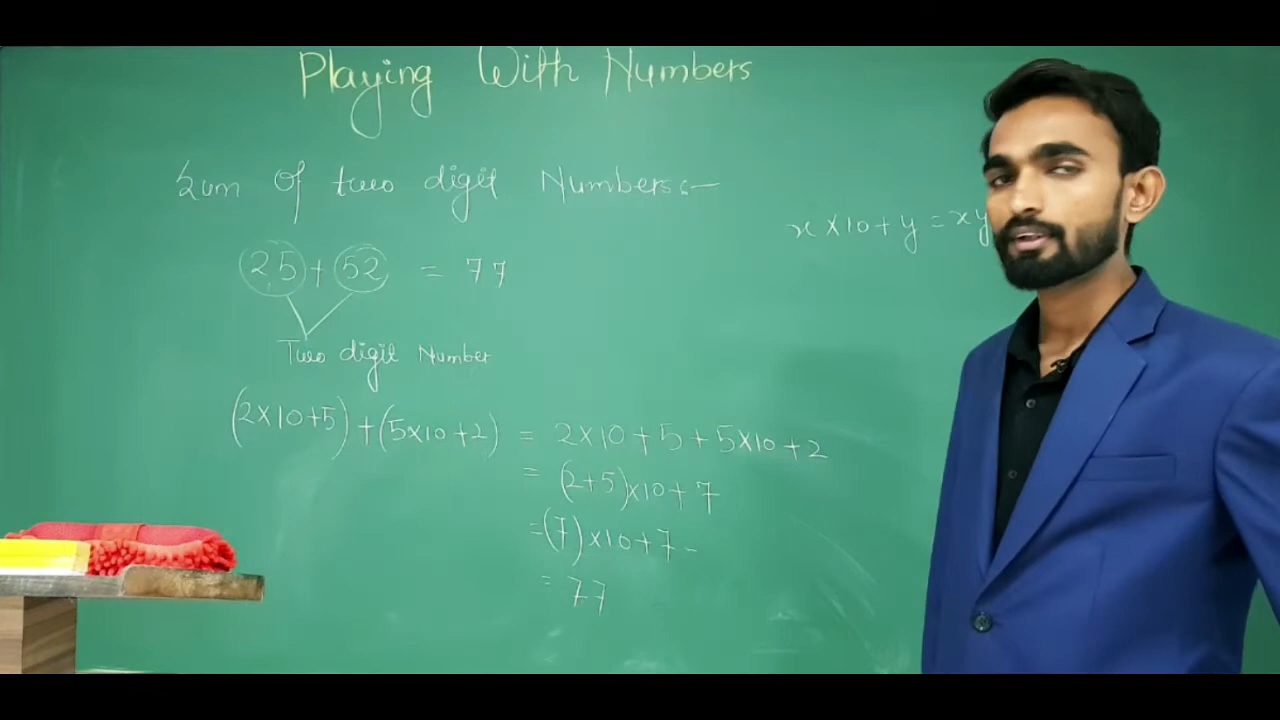 Playing With Numbers
Sum Of two digit Numbers:-
x×10+y=xy
25+52 = 77
Two digit Number
(2×10+5)+(5×10+2) = 2×10+5+5×10+2
= (2+5)×10+7
=(7)×10+7-
= 77